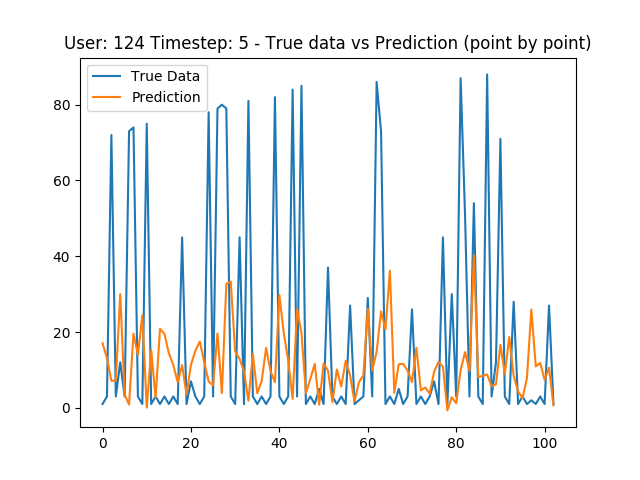 User: 124 Timestep: 5 - True data vs Prediction (point by point)
True Data
Prediction
80
60
40
20
0
0 20 40 60 80 100